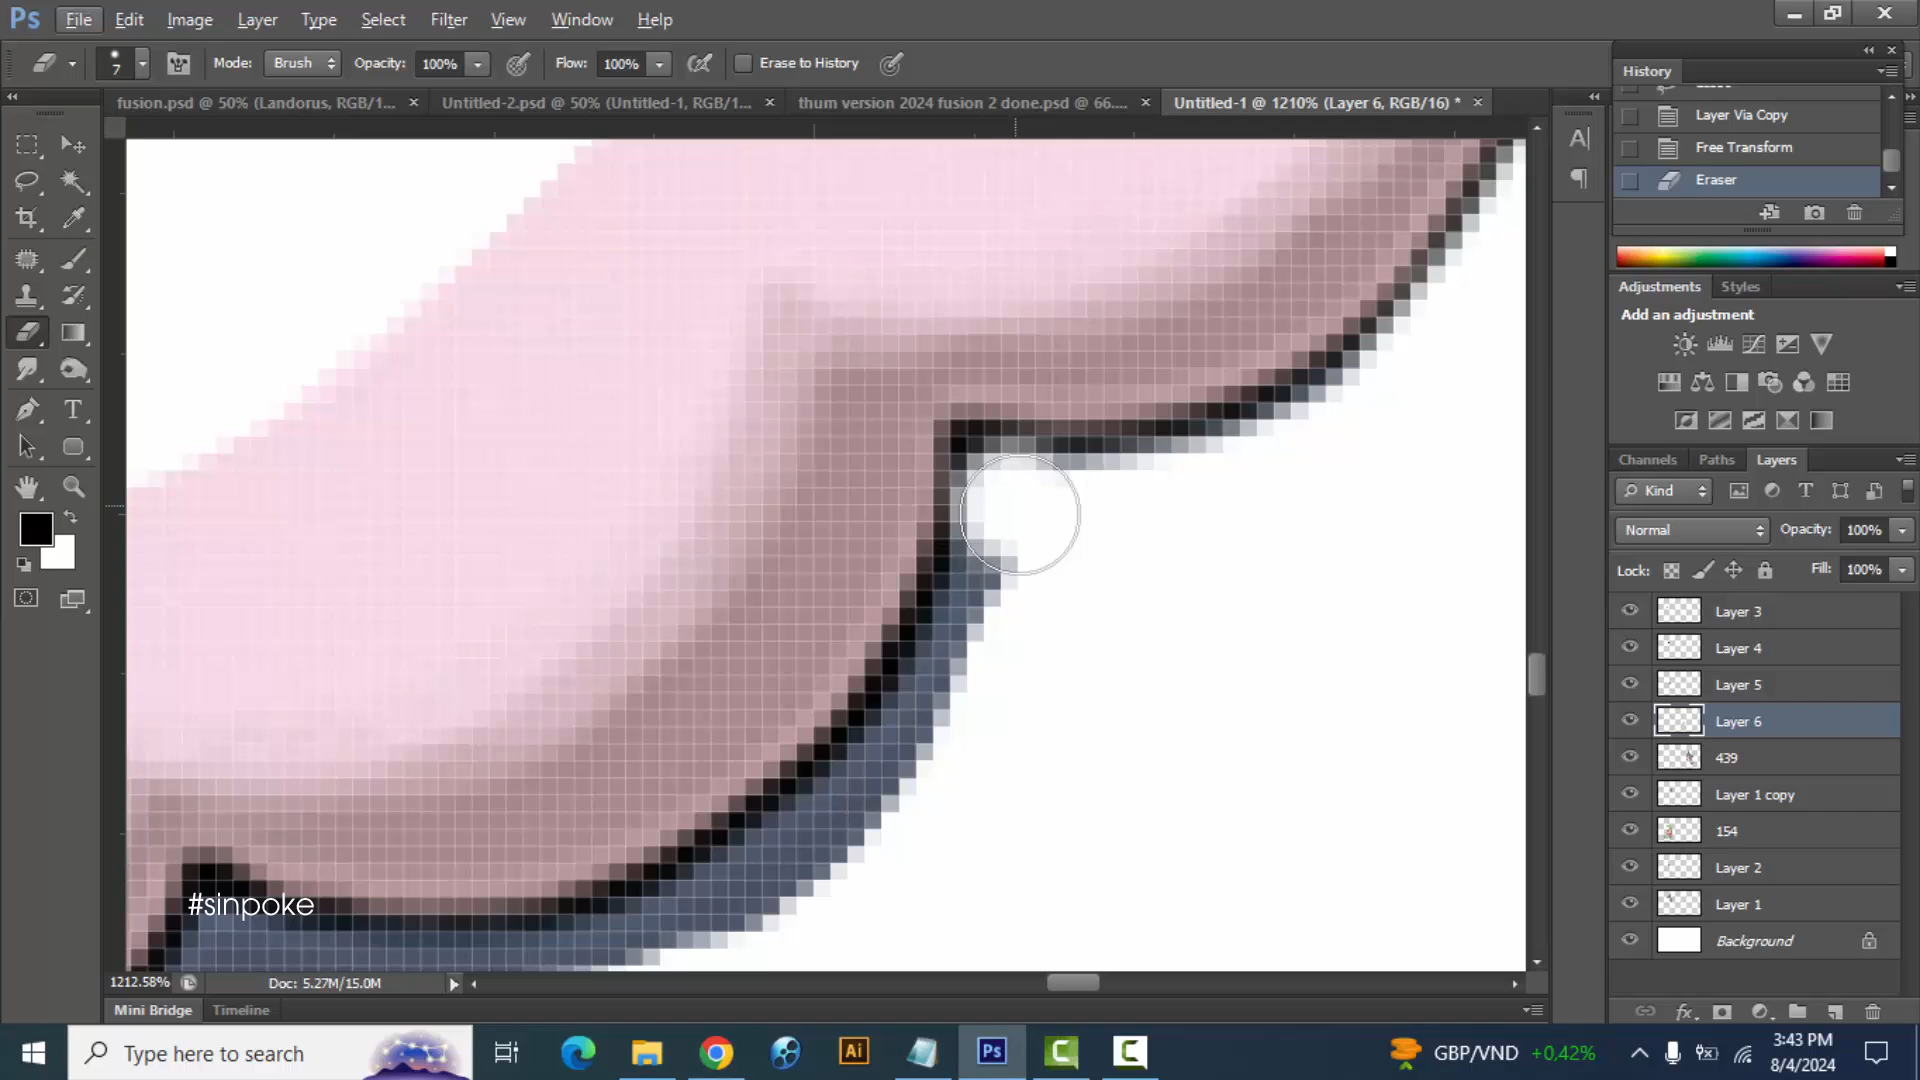 Ps File Edit Image Layer Type Select Filter View Window Help
7 Mode: Brush Opacity: 100% Flow: 100% Erase to History
fusion.psd @ 50% (Landorus, RGB/1... × Untitled-2.psd @ 50% (Untitled-1, RGB/1... × thum version 2024 fusion 2 done.psd @ 66.... × Untitled-1 @ 1210% (Layer 6, RGB/16) * ×
History
Layer Via Copy
Free Transform
Eraser
Adjustments Styles
Add an adjustment
Channels Paths Layers
Kind
Normal Opacity: 100%
Lock: Fill: 100%
Layer 3
Layer 4
Layer 5
Layer 6
439
Layer 1 copy
154
Layer 2
Layer 1
Background
#sinpoke
1212.58% Doc: 5.27M/15.0M
Mini Bridge Timeline
Type here to search
Ai Ps GBP/VND +0,42% 3:43 PM
8/4/2024